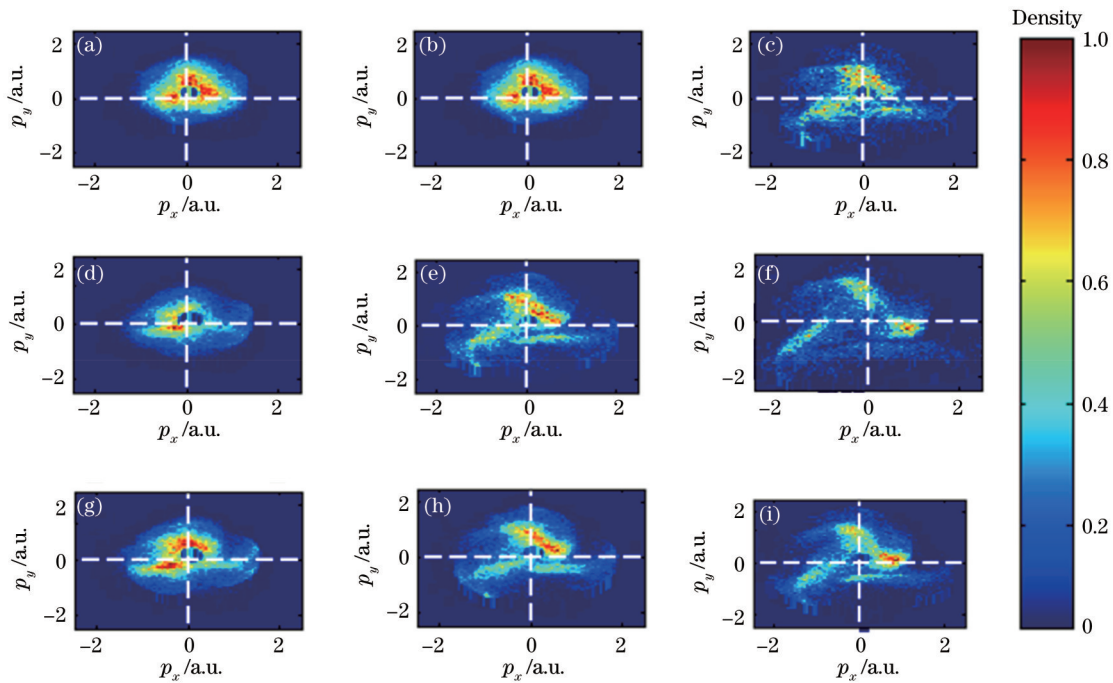 Density
(a)
(b)
(c)
2
0
−2
p_y /a.u.
−2
0
2
p_x /a.u.
2
0
−2
p_y /a.u.
−2
0
2
p_x /a.u.
2
0
−2
p_y /a.u.
−2
0
2
p_x /a.u.
(d)
(e)
(f)
2
0
−2
p_y /a.u.
−2
0
2
p_x /a.u.
2
0
−2
p_y /a.u.
−2
0
2
p_x /a.u.
2
0
−2
p_y /a.u.
−2
0
2
p_x /a.u.
(g)
(h)
(i)
2
0
−2
p_y /a.u.
−2
0
2
p_x /a.u.
2
0
−2
p_y /a.u.
−2
0
2
p_x /a.u.
2
0
−2
p_y /a.u.
−2
0
2
p_x /a.u.
1.0
0.8
0.6
0.4
0.2
0